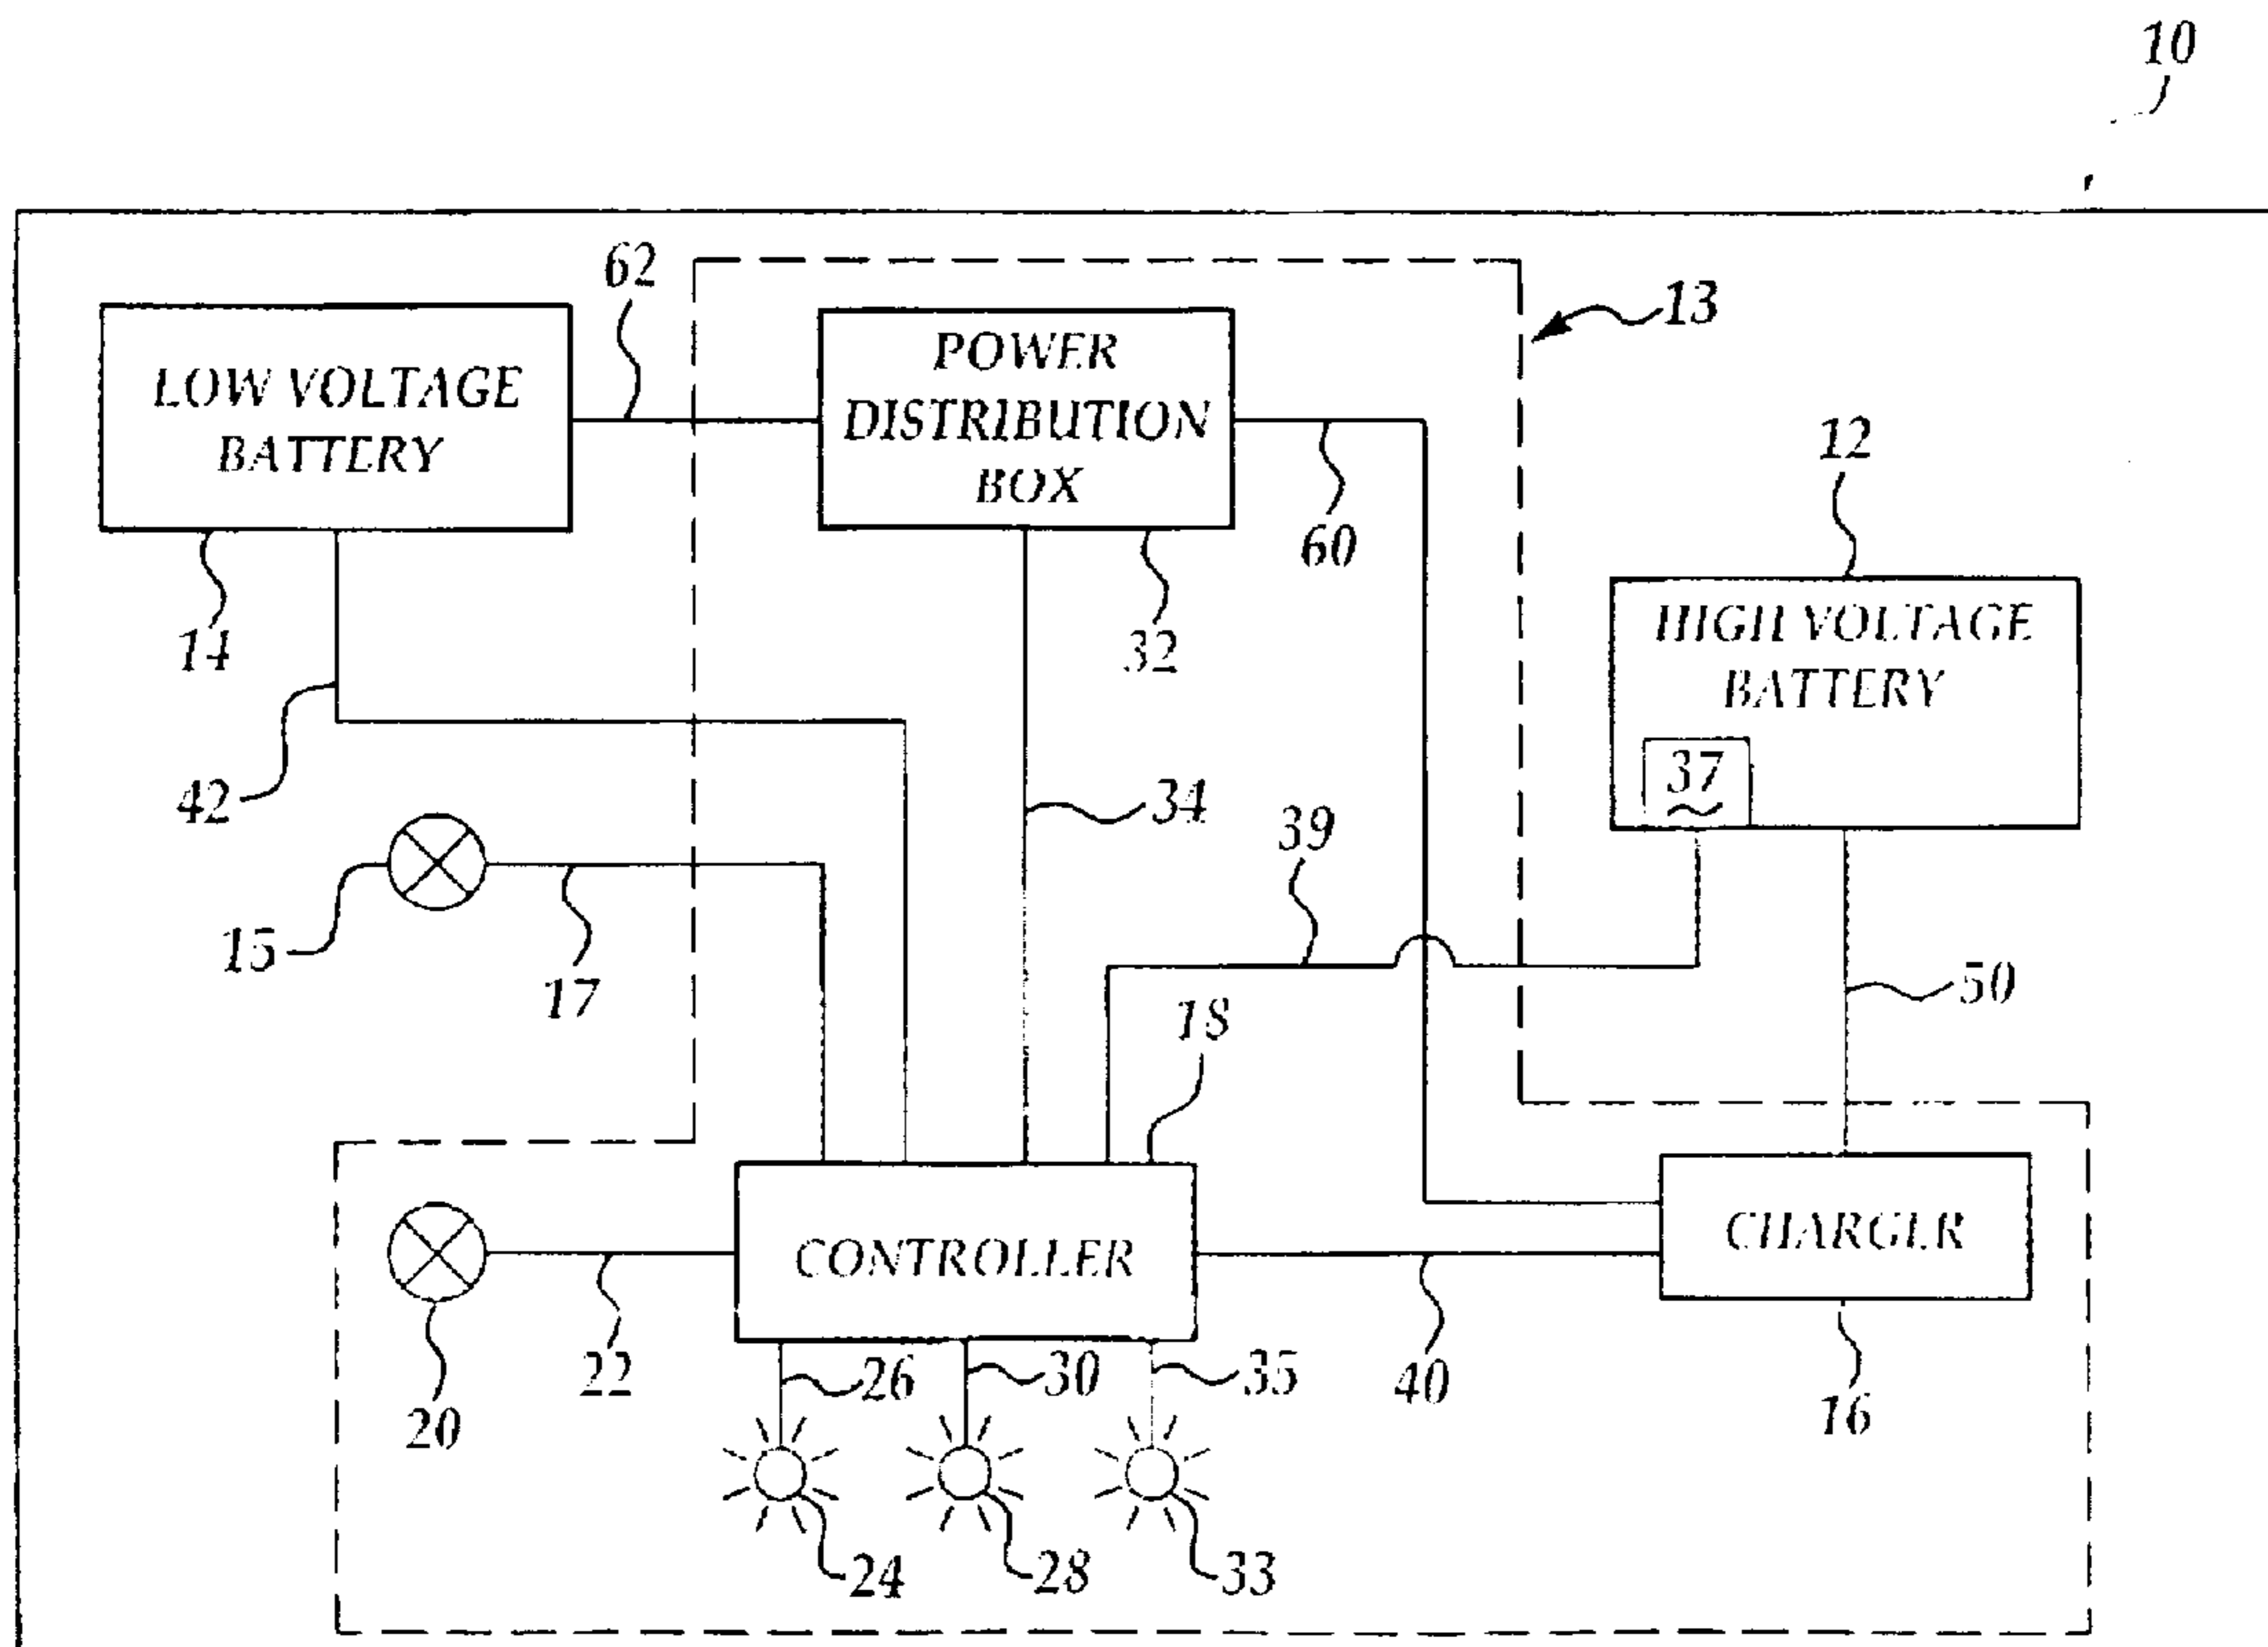 10
62
13
LOW VOLTAGE
BATTERY
POWER
DISTRIBUTION
BOX
12
60
14
32
HIGH VOLTAGE
BATTERY
37
42
34
39
15
17
18
50
CONTROLLER
CHARGER
20
22
26
30
35
40
16
24
28
33